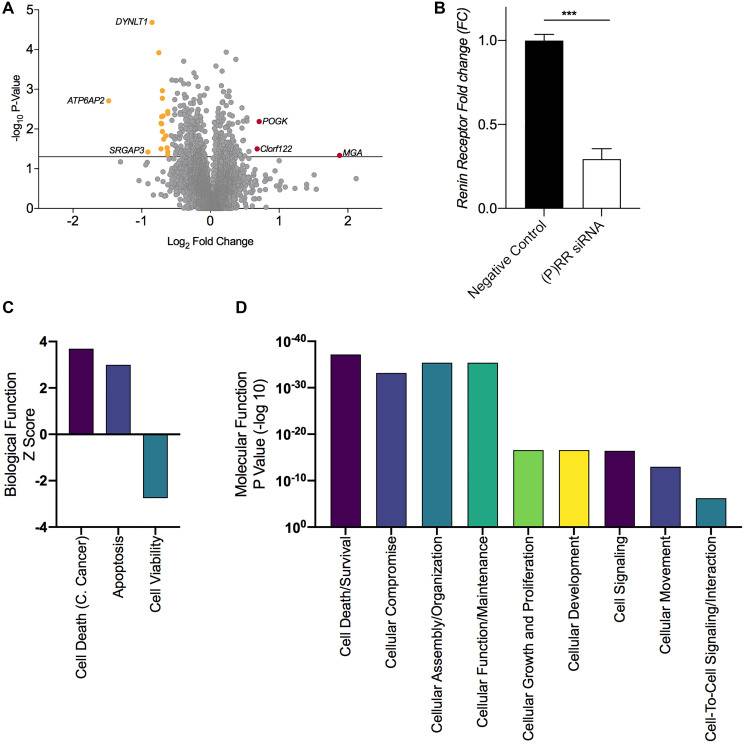 A
5
4
3
2
1
0
-log10 P-Value
-2
-1
0
1
2
Log2 Fold Change
DYNLT1
ATP6AP2
SRGAP3
POGK
Clorf122
MGA
B
***
1.0
0.5
0.0
Renin Receptor Fold change (FC)
Negative Control
(P)RR siRNA
C
4
2
0
-2
-4
Biological Function
Z Score
Cell Death (C. Cancer)
Apoptosis
Cell Viability
D
10-40
10-30
10-20
10-10
100
Molecular Function
P Value (-log 10)
Cell Death/Survival
Cellular Compromise
Cellular Assembly/Organization
Cellular Function/Maintenance
Cellular Growth and Proliferation
Cellular Development
Cell Signaling
Cellular Movement
Cell-To-Cell Signaling/Interaction